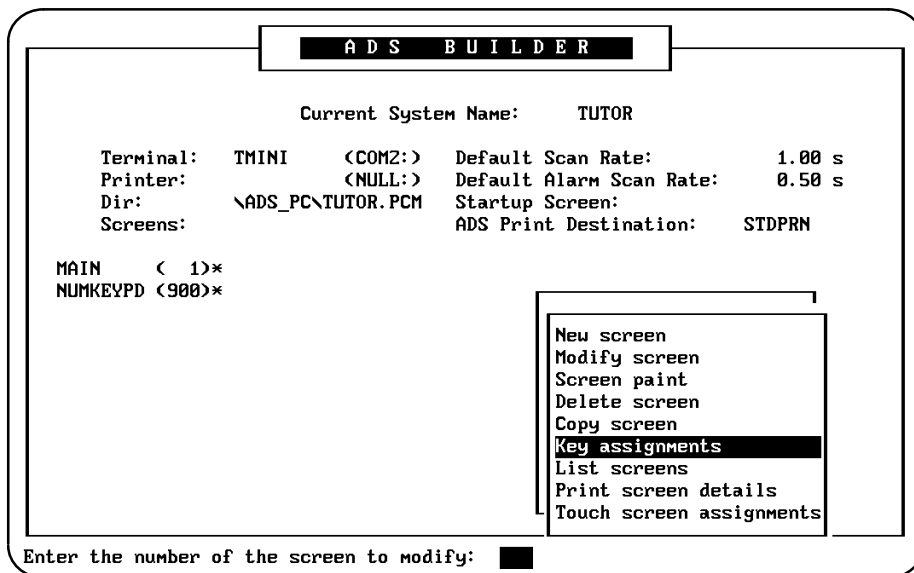 ADS BUILDER
Current System Name: TUTOR
Terminal: TMINI (COM2:) Default Scan Rate: 1.00 s
Printer: (NULL:) Default Alarm Scan Rate: 0.50 s
Dir: \ADS_PC\TUTOR.PCM Startup Screen:
Screens: ADS Print Destination: STDPRN
MAIN ( 1)*
NUMKEYPD (900)*
New screen
Modify screen
Screen paint
Delete screen
Copy screen
Key assignments
List screens
Print screen details
Touch screen assignments
Enter the number of the screen to modify: